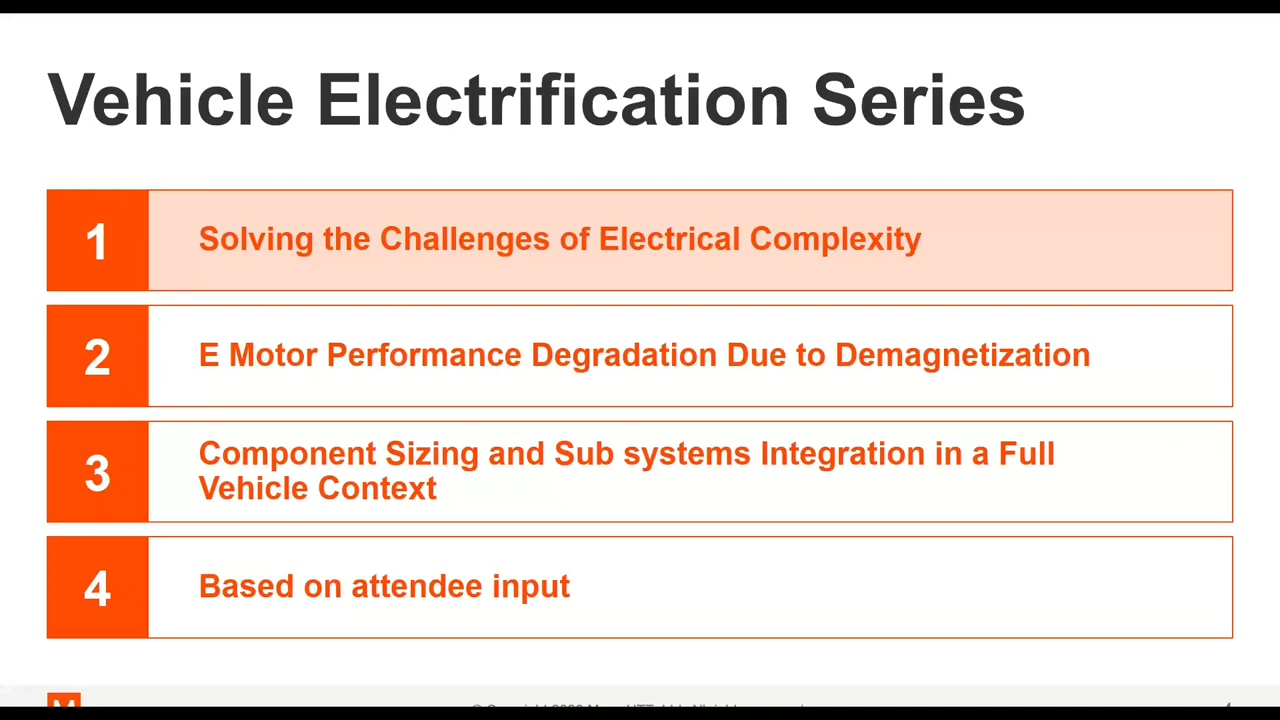 Vehicle Electrification Series
1
Solving the Challenges of Electrical Complexity
2
E Motor Performance Degradation Due to Demagnetization
3
Component Sizing and Sub systems Integration in a Full
Vehicle Context
4
Based on attendee input